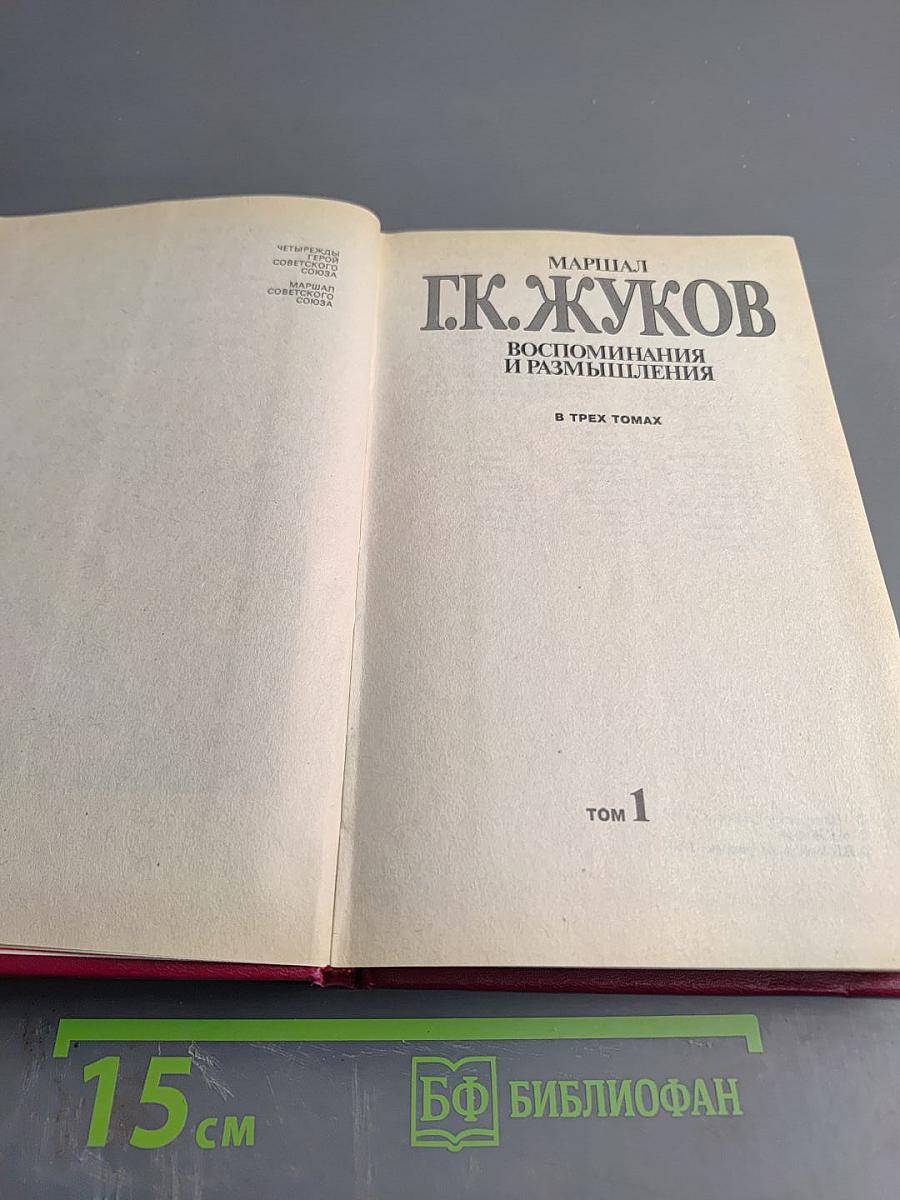 ЧЕТЫРЕЖДЫ
ГЕРОЙ
СОВЕТСКОГО
СОЮЗА
МАРШАЛ
СОВЕТСКОГО
СОЮЗА
МАРШАЛ
Г.К.ЖУКОВ
ВОСПОМИНАНИЯ
И РАЗМЫШЛЕНИЯ
В ТРЕХ ТОМАХ
ТОМ 1
15 см
БФ БИБЛИОФАН